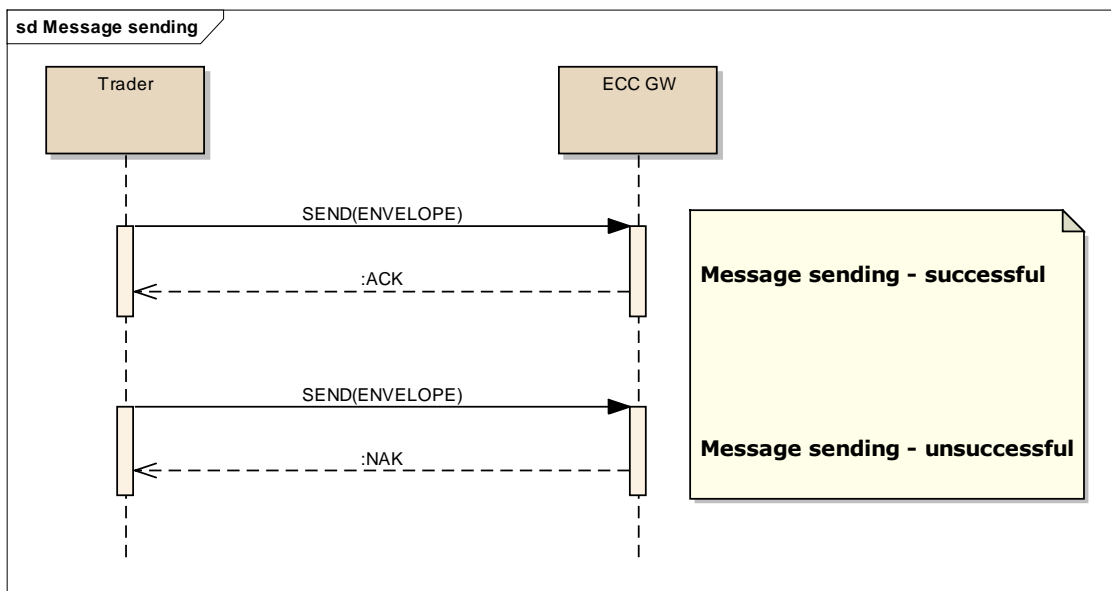 sd Message sending
Trader
ECC GW
SEND(ENVELOPE)
:ACK
Message sending - successful
SEND(ENVELOPE)
:NAK
Message sending - unsuccessful